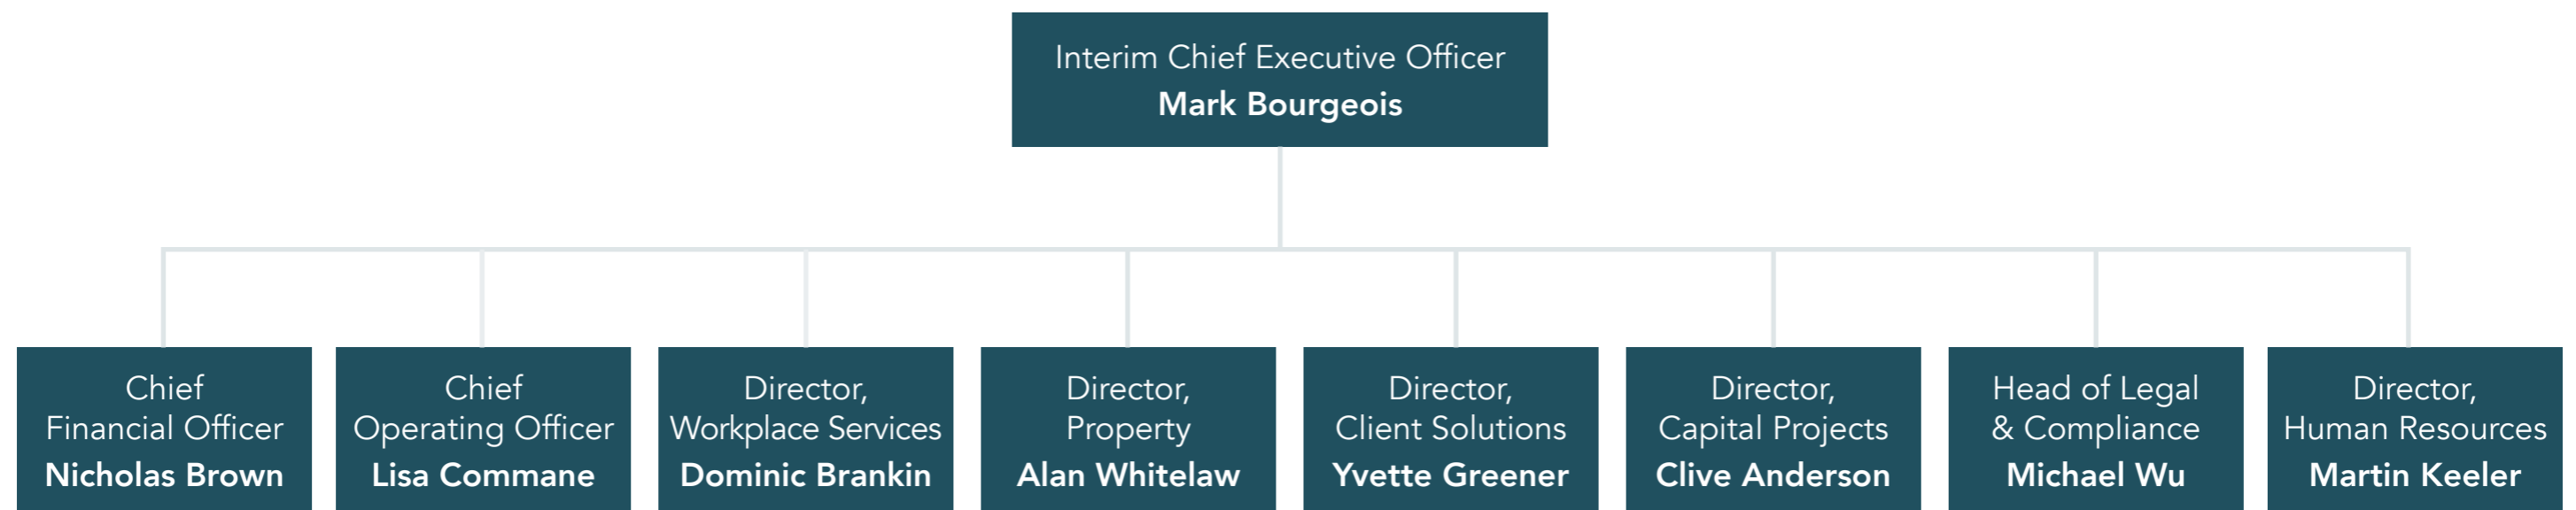 Interim Chief Executive Officer
Mark Bourgeois
Chief
Financial Officer
Nicholas Brown
Chief
Operating Officer
Lisa Commane
Director,
Workplace Services
Dominic Brankin
Director,
Property
Alan Whitelaw
Director,
Client Solutions
Yvette Greener
Director,
Capital Projects
Clive Anderson
Head of Legal
& Compliance
Michael Wu
Director,
Human Resources
Martin Keeler